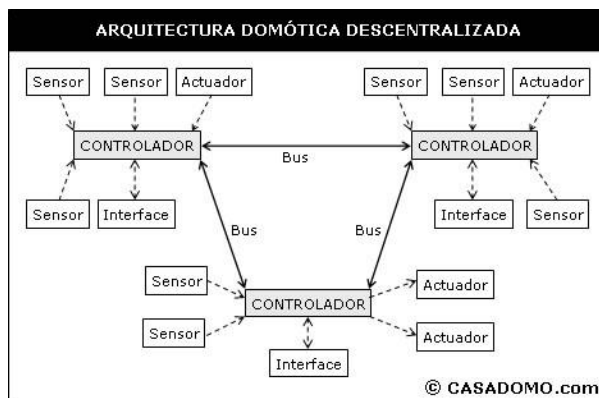 ARQUITECTURA DOMÓTICA DESCENTRALIZADA
Sensor Sensor Actuador Sensor Sensor Actuador
CONTROLADOR CONTROLADOR
Bus
Sensor Interface Interface Sensor
Bus Bus
Sensor Actuador
CONTROLADOR
Sensor Actuador
Interface
© CASADOMO.com